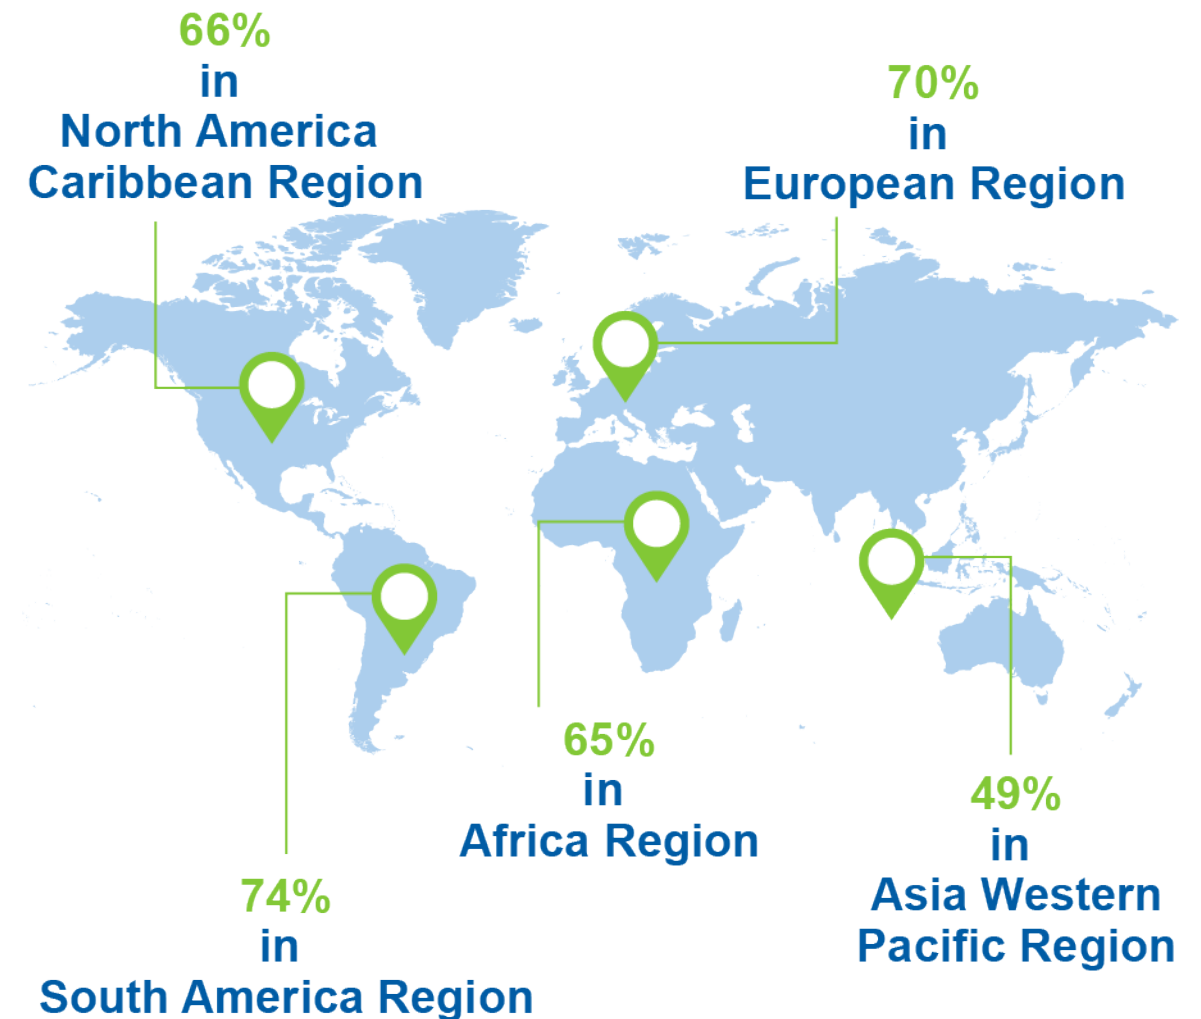 66%
in
North America
Caribbean Region
70%
in
European Region
65%
in
Africa Region
49%
in
Asia Western
Pacific Region
74%
in
South America Region